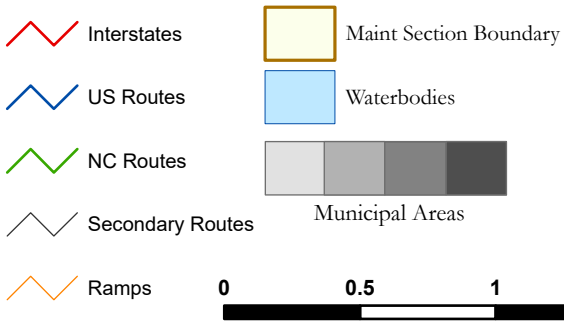 Interstates
Maint Section Boundary
US Routes
Waterbodies
NC Routes
Municipal Areas
Secondary Routes
Ramps
0 0.5 1